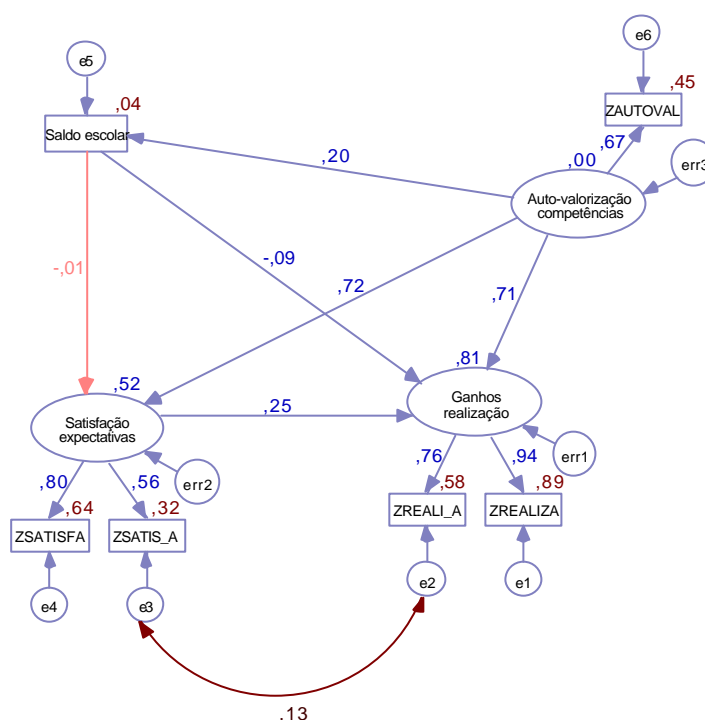 e6
e5
,45
,04
ZAUTOVAL
Saldo escolar
,67
,20
,00
err3
Auto-valorização
competências
-,01
-,09
,72
,71
,81
,52
Ganhos
realização
Satisfação
expectativas
,25
,76
,94
err1
,80
,56
err2
,58
,89
,64
,32
ZREALI_A
ZREALIZA
ZSATISFA
ZSATIS_A
e2
e1
e4
e3
,13